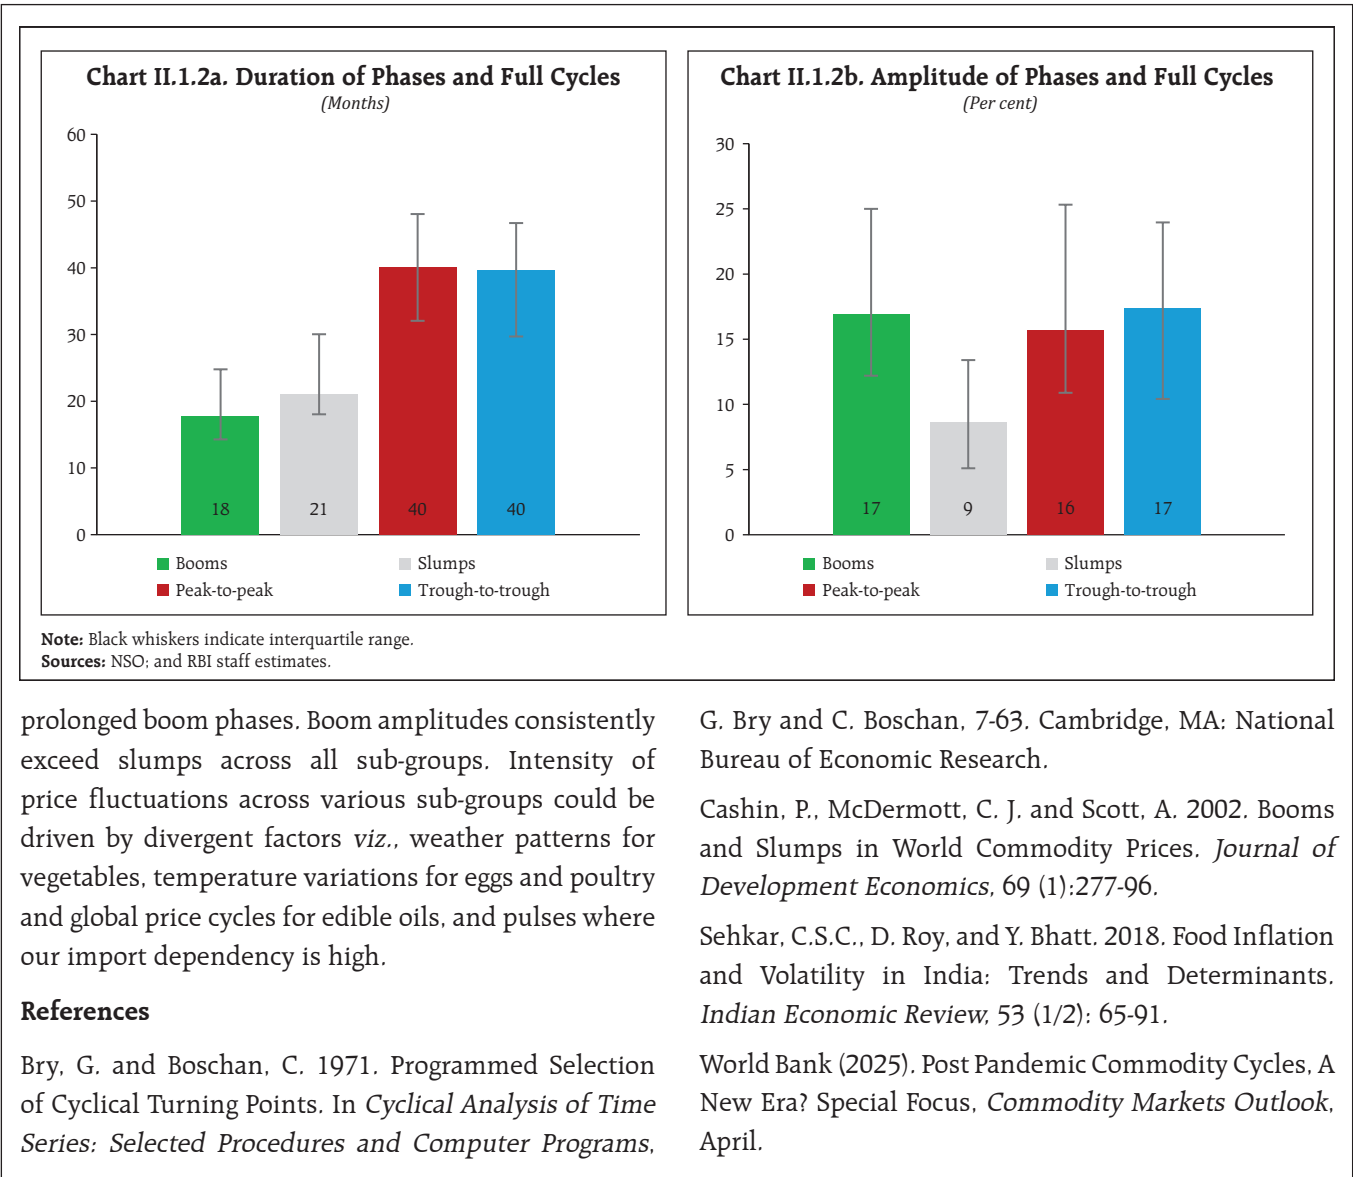 Chart II.1.2a. Duration of Phases and Full Cycles
(Months)
60
50
40
30
20
10
0
18
21
40
40
Booms
Slumps
Peak-to-peak
Trough-to-trough
Chart II.1.2b. Amplitude of Phases and Full Cycles
(Per cent)
30
25
20
15
10
5
0
17
9
16
17
Booms
Slumps
Peak-to-peak
Trough-to-trough
Note: Black whiskers indicate interquartile range.
Sources: NSO; and RBI staff estimates.
prolonged boom phases. Boom amplitudes consistently
exceed slumps across all sub-groups. Intensity of
price fluctuations across various sub-groups could be
driven by divergent factors viz., weather patterns for
vegetables, temperature variations for eggs and poultry
and global price cycles for edible oils, and pulses where
our import dependency is high.
References
Bry, G. and Boschan, C. 1971. Programmed Selection
of Cyclical Turning Points. In Cyclical Analysis of Time
Series: Selected Procedures and Computer Programs,
G. Bry and C. Boschan, 7-63. Cambridge, MA: National
Bureau of Economic Research.
Cashin, P., McDermott, C. J. and Scott, A. 2002. Booms
and Slumps in World Commodity Prices. Journal of
Development Economics, 69 (1):277-96.
Sehkar, C.S.C., D. Roy, and Y. Bhatt. 2018. Food Inflation
and Volatility in India: Trends and Determinants.
Indian Economic Review, 53 (1/2): 65-91.
World Bank (2025). Post Pandemic Commodity Cycles, A
New Era? Special Focus, Commodity Markets Outlook,
April.